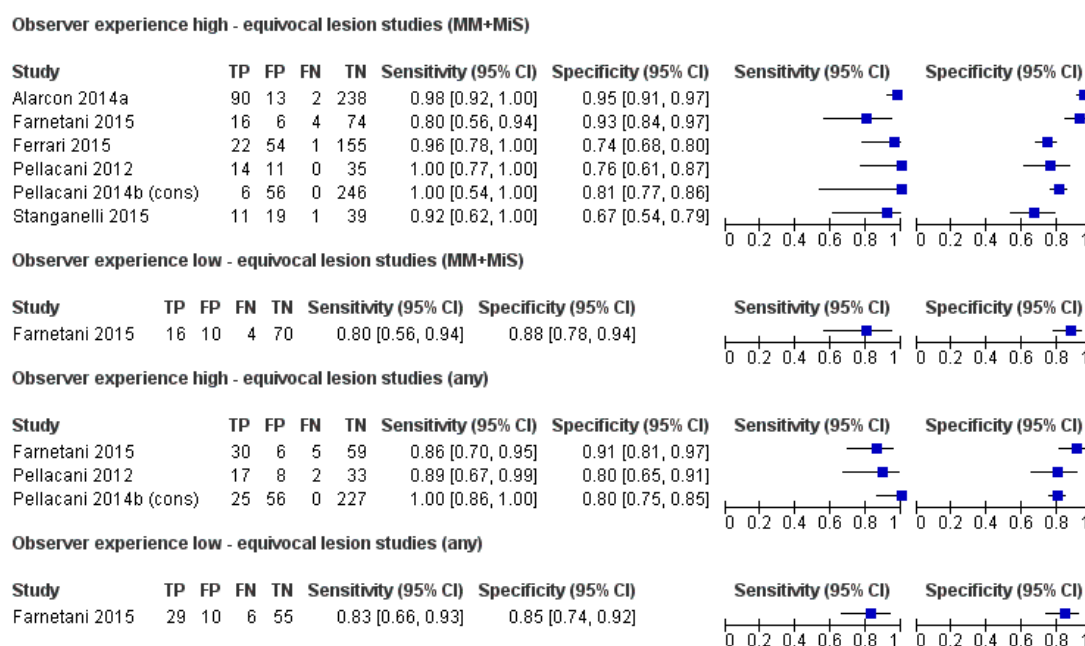 Observer experience high - equivocal lesion studies (MM+MiS)
Study TP FP FN TN Sensitivity (95% CI) Specificity (95% CI) Sensitivity (95% CI) Specificity (95% CI)
Alarcon 2014a 90 13 2 238 0.98 [0.92, 1.00] 0.95 [0.91, 0.97]
Farnetani 2015 16 6 4 74 0.80 [0.56, 0.94] 0.93 [0.84, 0.97]
Ferrari 2015 22 54 1 155 0.96 [0.78, 1.00] 0.74 [0.68, 0.80]
Pellacani 2012 14 11 0 35 1.00 [0.77, 1.00] 0.76 [0.61, 0.87]
Pellacani 2014b (cons) 6 56 0 246 1.00 [0.54, 1.00] 0.81 [0.77, 0.86]
Stanganelli 2015 11 19 1 39 0.92 [0.62, 1.00] 0.67 [0.54, 0.79]
0 0.2 0.4 0.6 0.8 1 0 0.2 0.4 0.6 0.8 1
Observer experience low - equivocal lesion studies (MM+MiS)
Study TP FP FN TN Sensitivity (95% CI) Specificity (95% CI) Sensitivity (95% CI) Specificity (95% CI)
Farnetani 2015 16 10 4 70 0.80 [0.56, 0.94] 0.88 [0.78, 0.94]
0 0.2 0.4 0.6 0.8 1 0 0.2 0.4 0.6 0.8 1
Observer experience high - equivocal lesion studies (any)
Study TP FP FN TN Sensitivity (95% CI) Specificity (95% CI) Sensitivity (95% CI) Specificity (95% CI)
Farnetani 2015 30 6 5 59 0.86 [0.70, 0.95] 0.91 [0.81, 0.97]
Pellacani 2012 17 8 2 33 0.89 [0.67, 0.99] 0.80 [0.65, 0.91]
Pellacani 2014b (cons) 25 56 0 227 1.00 [0.86, 1.00] 0.80 [0.75, 0.85]
0 0.2 0.4 0.6 0.8 1 0 0.2 0.4 0.6 0.8 1
Observer experience low - equivocal lesion studies (any)
Study TP FP FN TN Sensitivity (95% CI) Specificity (95% CI) Sensitivity (95% CI) Specificity (95% CI)
Farnetani 2015 29 10 6 55 0.83 [0.66, 0.93] 0.85 [0.74, 0.92]
0 0.2 0.4 0.6 0.8 1 0 0.2 0.4 0.6 0.8 1